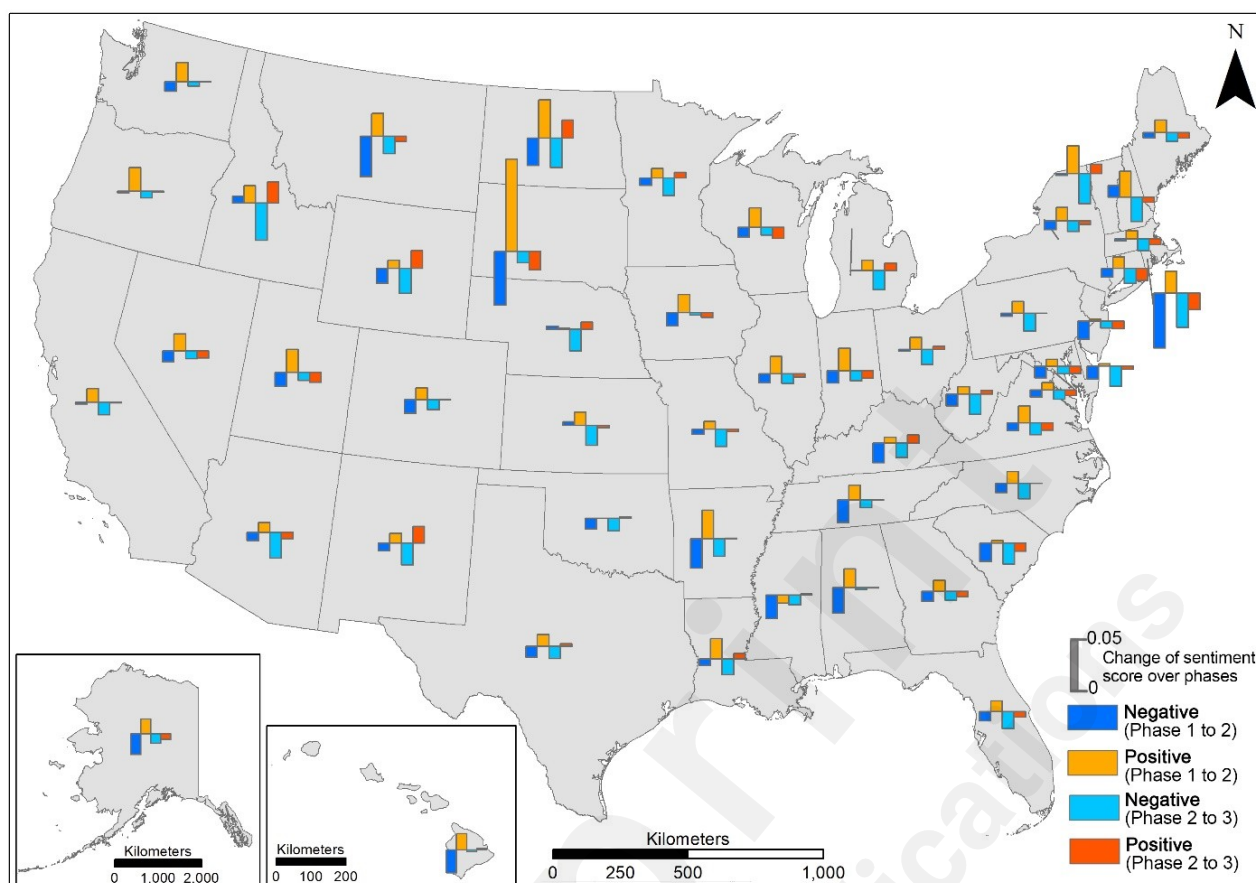 N
0.05
Change of sentiment
score over phases
0
Negative
(Phase 1 to 2)
Positive
(Phase 1 to 2)
Negative
(Phase 2 to 3)
Positive
(Phase 2 to 3)
Kilometers
0 1,000 2,000
Kilometers
0 100 200
Kilometers
0 250 500 1,000